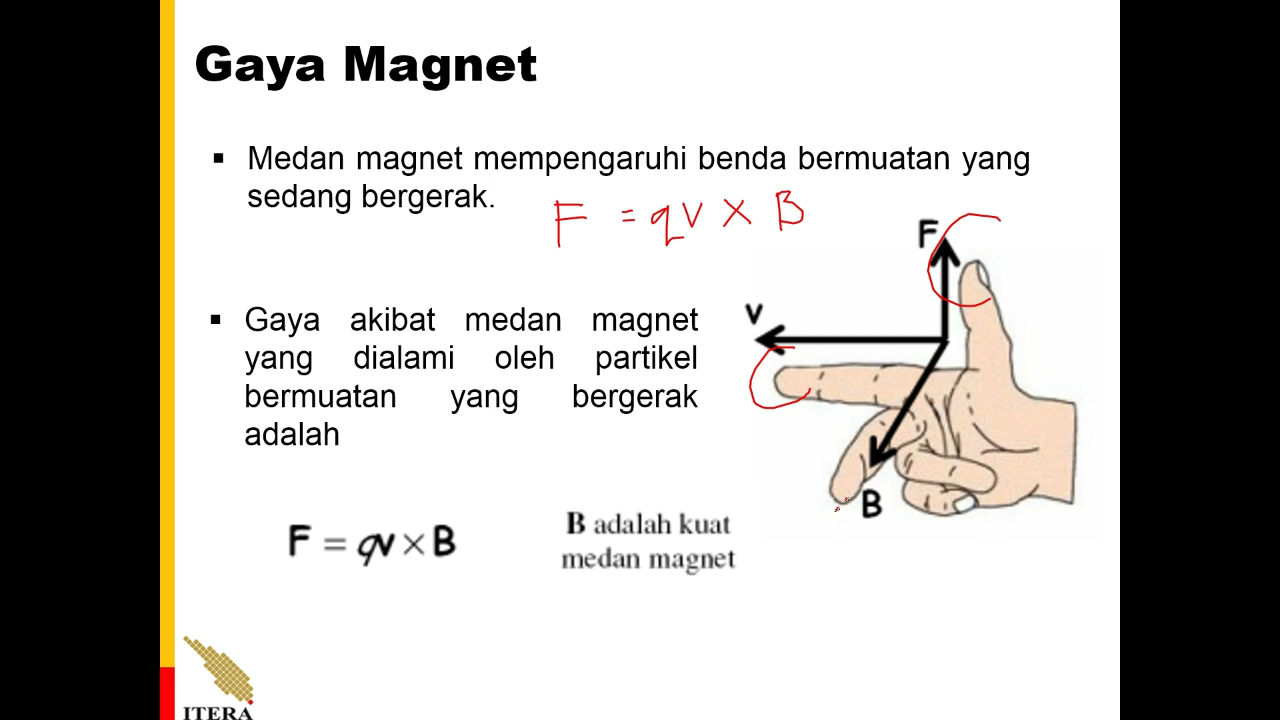 Gaya Magnet
▪ Medan magnet mempengaruhi benda bermuatan yang
sedang bergerak.
F = qv × B
F
v
▪ Gaya akibat medan magnet
yang dialami oleh partikel
bermuatan yang bergerak
adalah
B
F = qv × B
B adalah kuat
medan magnet
ITERA